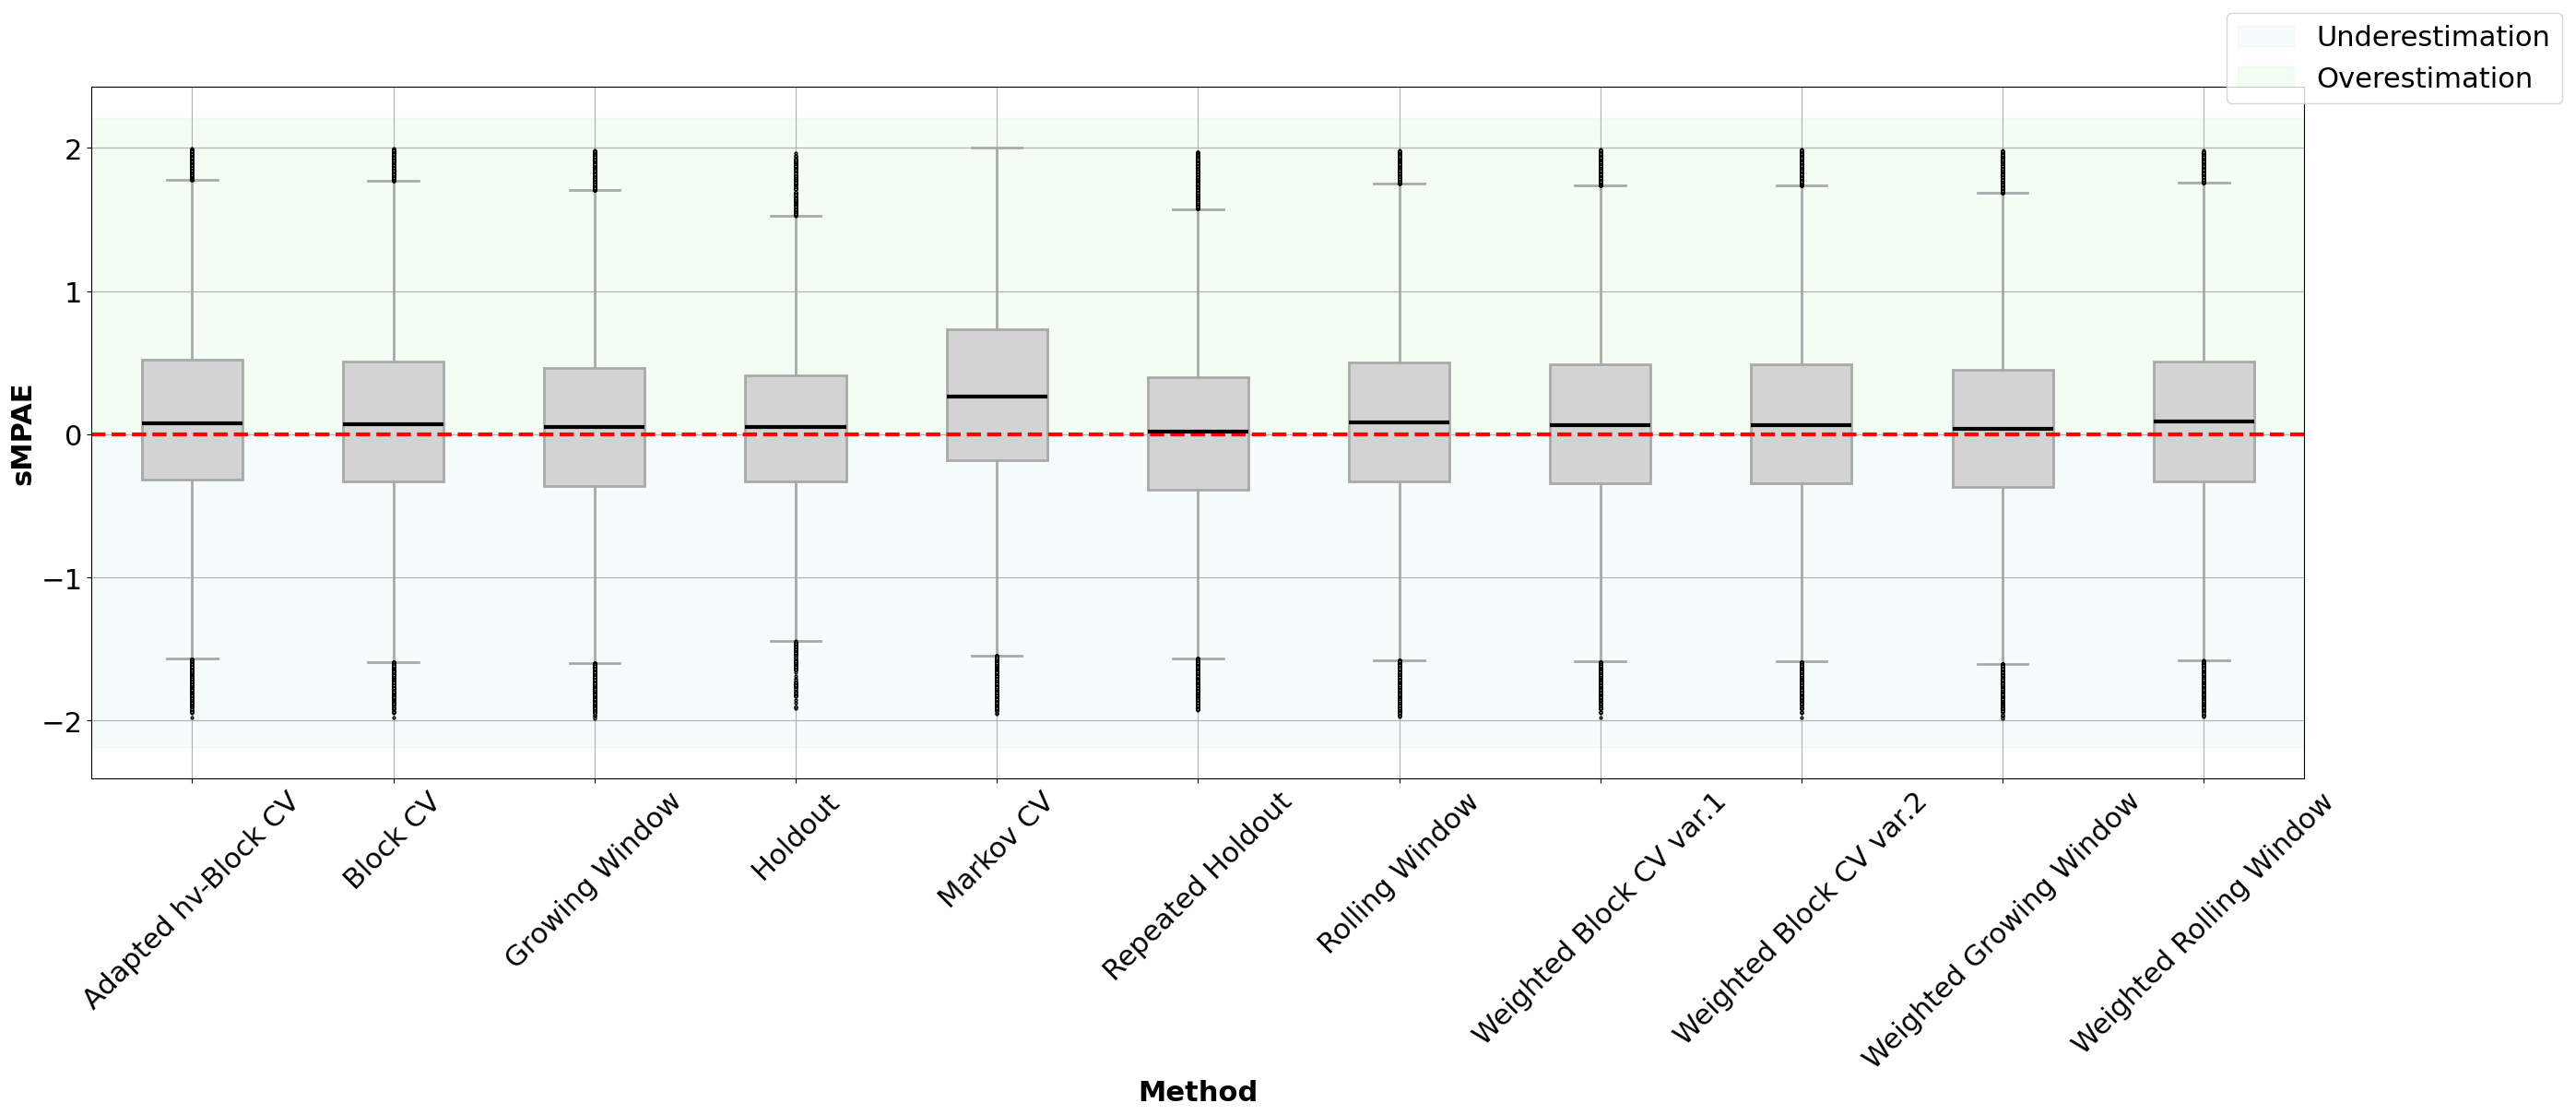 Underestimation
Overestimation
sMPAE
2
1
0
−1
−2
Adapted hv-Block CV
Block CV
Growing Window
Holdout
Markov CV
Repeated Holdout
Rolling Window
Weighted Block CV var.1
Weighted Block CV var.2
Weighted Growing Window
Weighted Rolling Window
Method